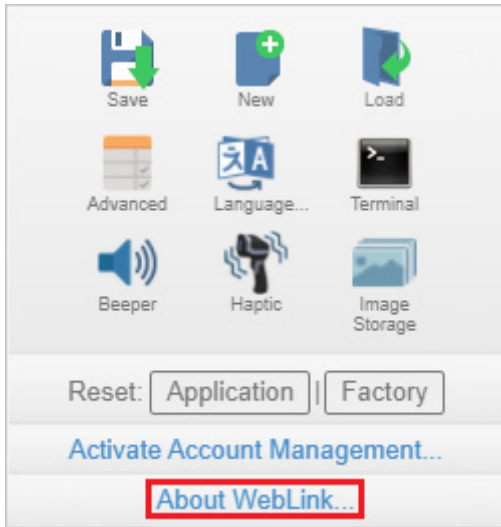 Save New Load
>_
Advanced Language... Terminal
Beeper Haptic Image
Storage
Reset: Application | Factory
Activate Account Management...
About WebLink...